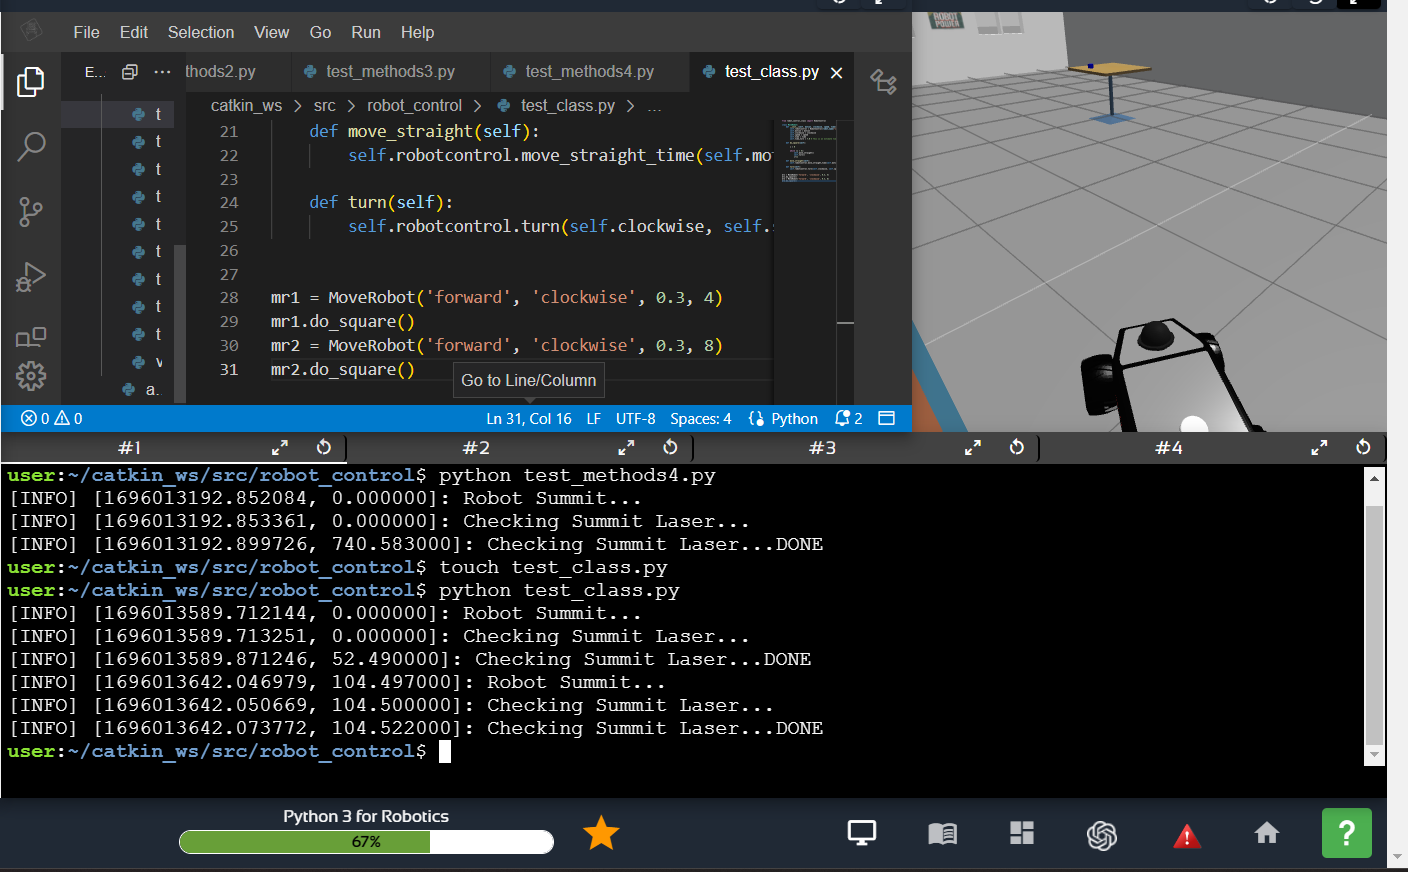 File Edit Selection View Go Run Help
E... ... thods2.py test_methods3.py test_methods4.py test_class.py
catkin_ws > src > robot_control > test_class.py > ...
t
t
t
t
t
t
t
t
t
v
a.
21 def move_straight(self):
22 self.robotcontrol.move_straight_time(self.mo
23
24 def turn(self):
25 self.robotcontrol.turn(self.clockwise, self.s
26
27
28 mr1 = MoveRobot('forward', 'clockwise', 0.3, 4)
29 mr1.do_square()
30 mr2 = MoveRobot('forward', 'clockwise', 0.3, 8)
31 mr2.do_square()
Go to Line/Column
0 0 Ln 31, Col 16 LF UTF-8 Spaces: 4 {} Python 2
ROBOT
POWER
#1 #2 #3 #4
user:~/catkin_ws/src/robot_control$ python test_methods4.py
[INFO] [1696013192.852084, 0.000000]: Robot Summit...
[INFO] [1696013192.853361, 0.000000]: Checking Summit Laser...
[INFO] [1696013192.899726, 740.583000]: Checking Summit Laser...DONE
user:~/catkin_ws/src/robot_control$ touch test_class.py
user:~/catkin_ws/src/robot_control$ python test_class.py
[INFO] [1696013589.712144, 0.000000]: Robot Summit...
[INFO] [1696013589.713251, 0.000000]: Checking Summit Laser...
[INFO] [1696013589.871246, 52.490000]: Checking Summit Laser...DONE
[INFO] [1696013642.046979, 104.497000]: Robot Summit...
[INFO] [1696013642.050669, 104.500000]: Checking Summit Laser...
[INFO] [1696013642.073772, 104.522000]: Checking Summit Laser...DONE
user:~/catkin_ws/src/robot_control$
Python 3 for Robotics
67%
?